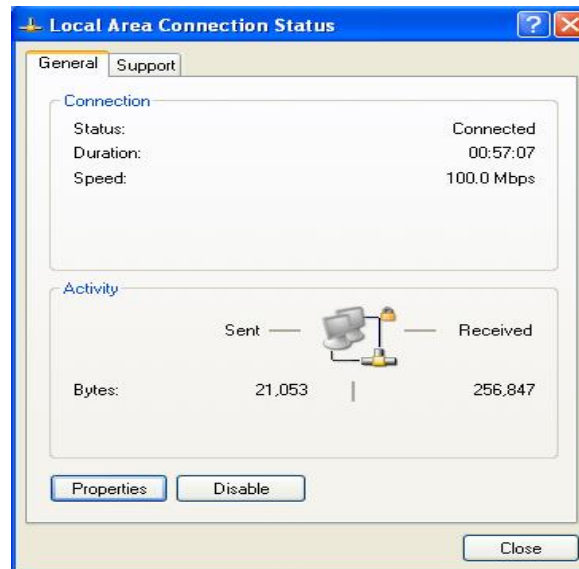 Local Area Connection Status
General Support
Connection
Status: Connected
Duration: 00:57:07
Speed: 100.0 Mbps
Activity
Sent Received
Bytes: 21,053 256,847
Properties Disable
Close